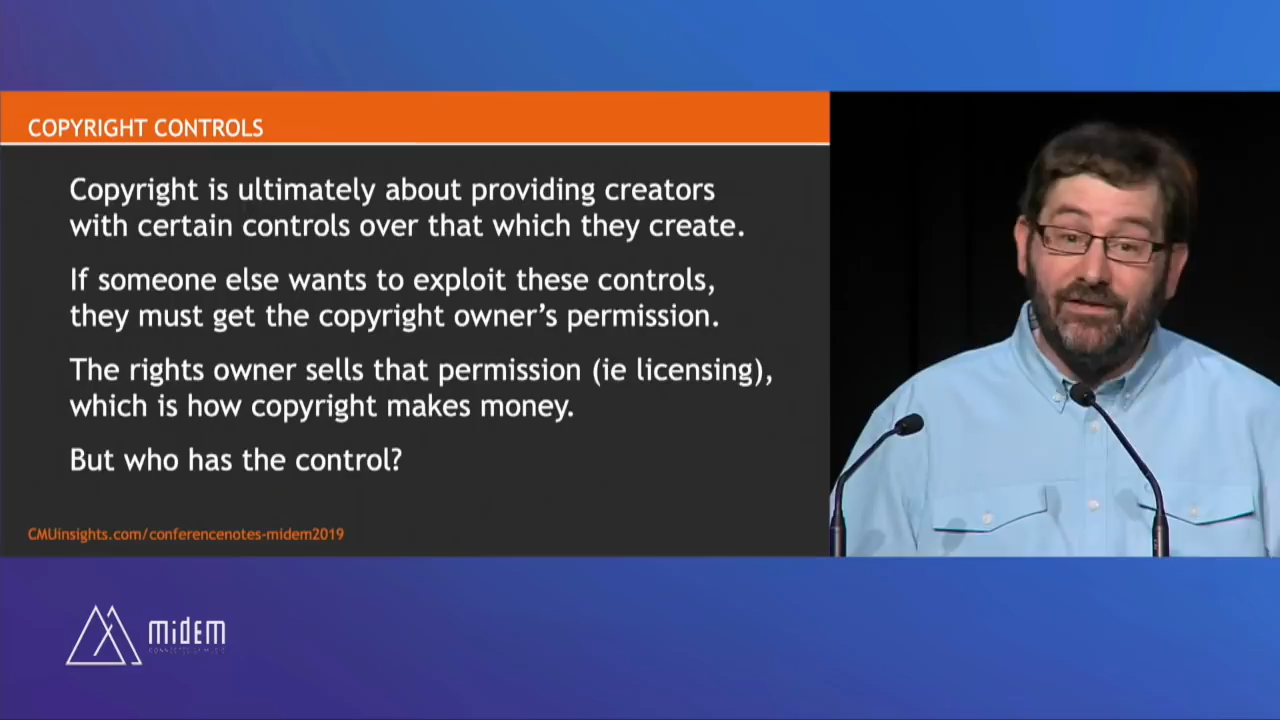 COPYRIGHT CONTROLS
Copyright is ultimately about providing creators
with certain controls over that which they create.
If someone else wants to exploit these controls,
they must get the copyright owner's permission.
The rights owner sells that permission (ie licensing),
which is how copyright makes money.
But who has the control?
CMUinsights.com/conferencenotes-midem2019
midem